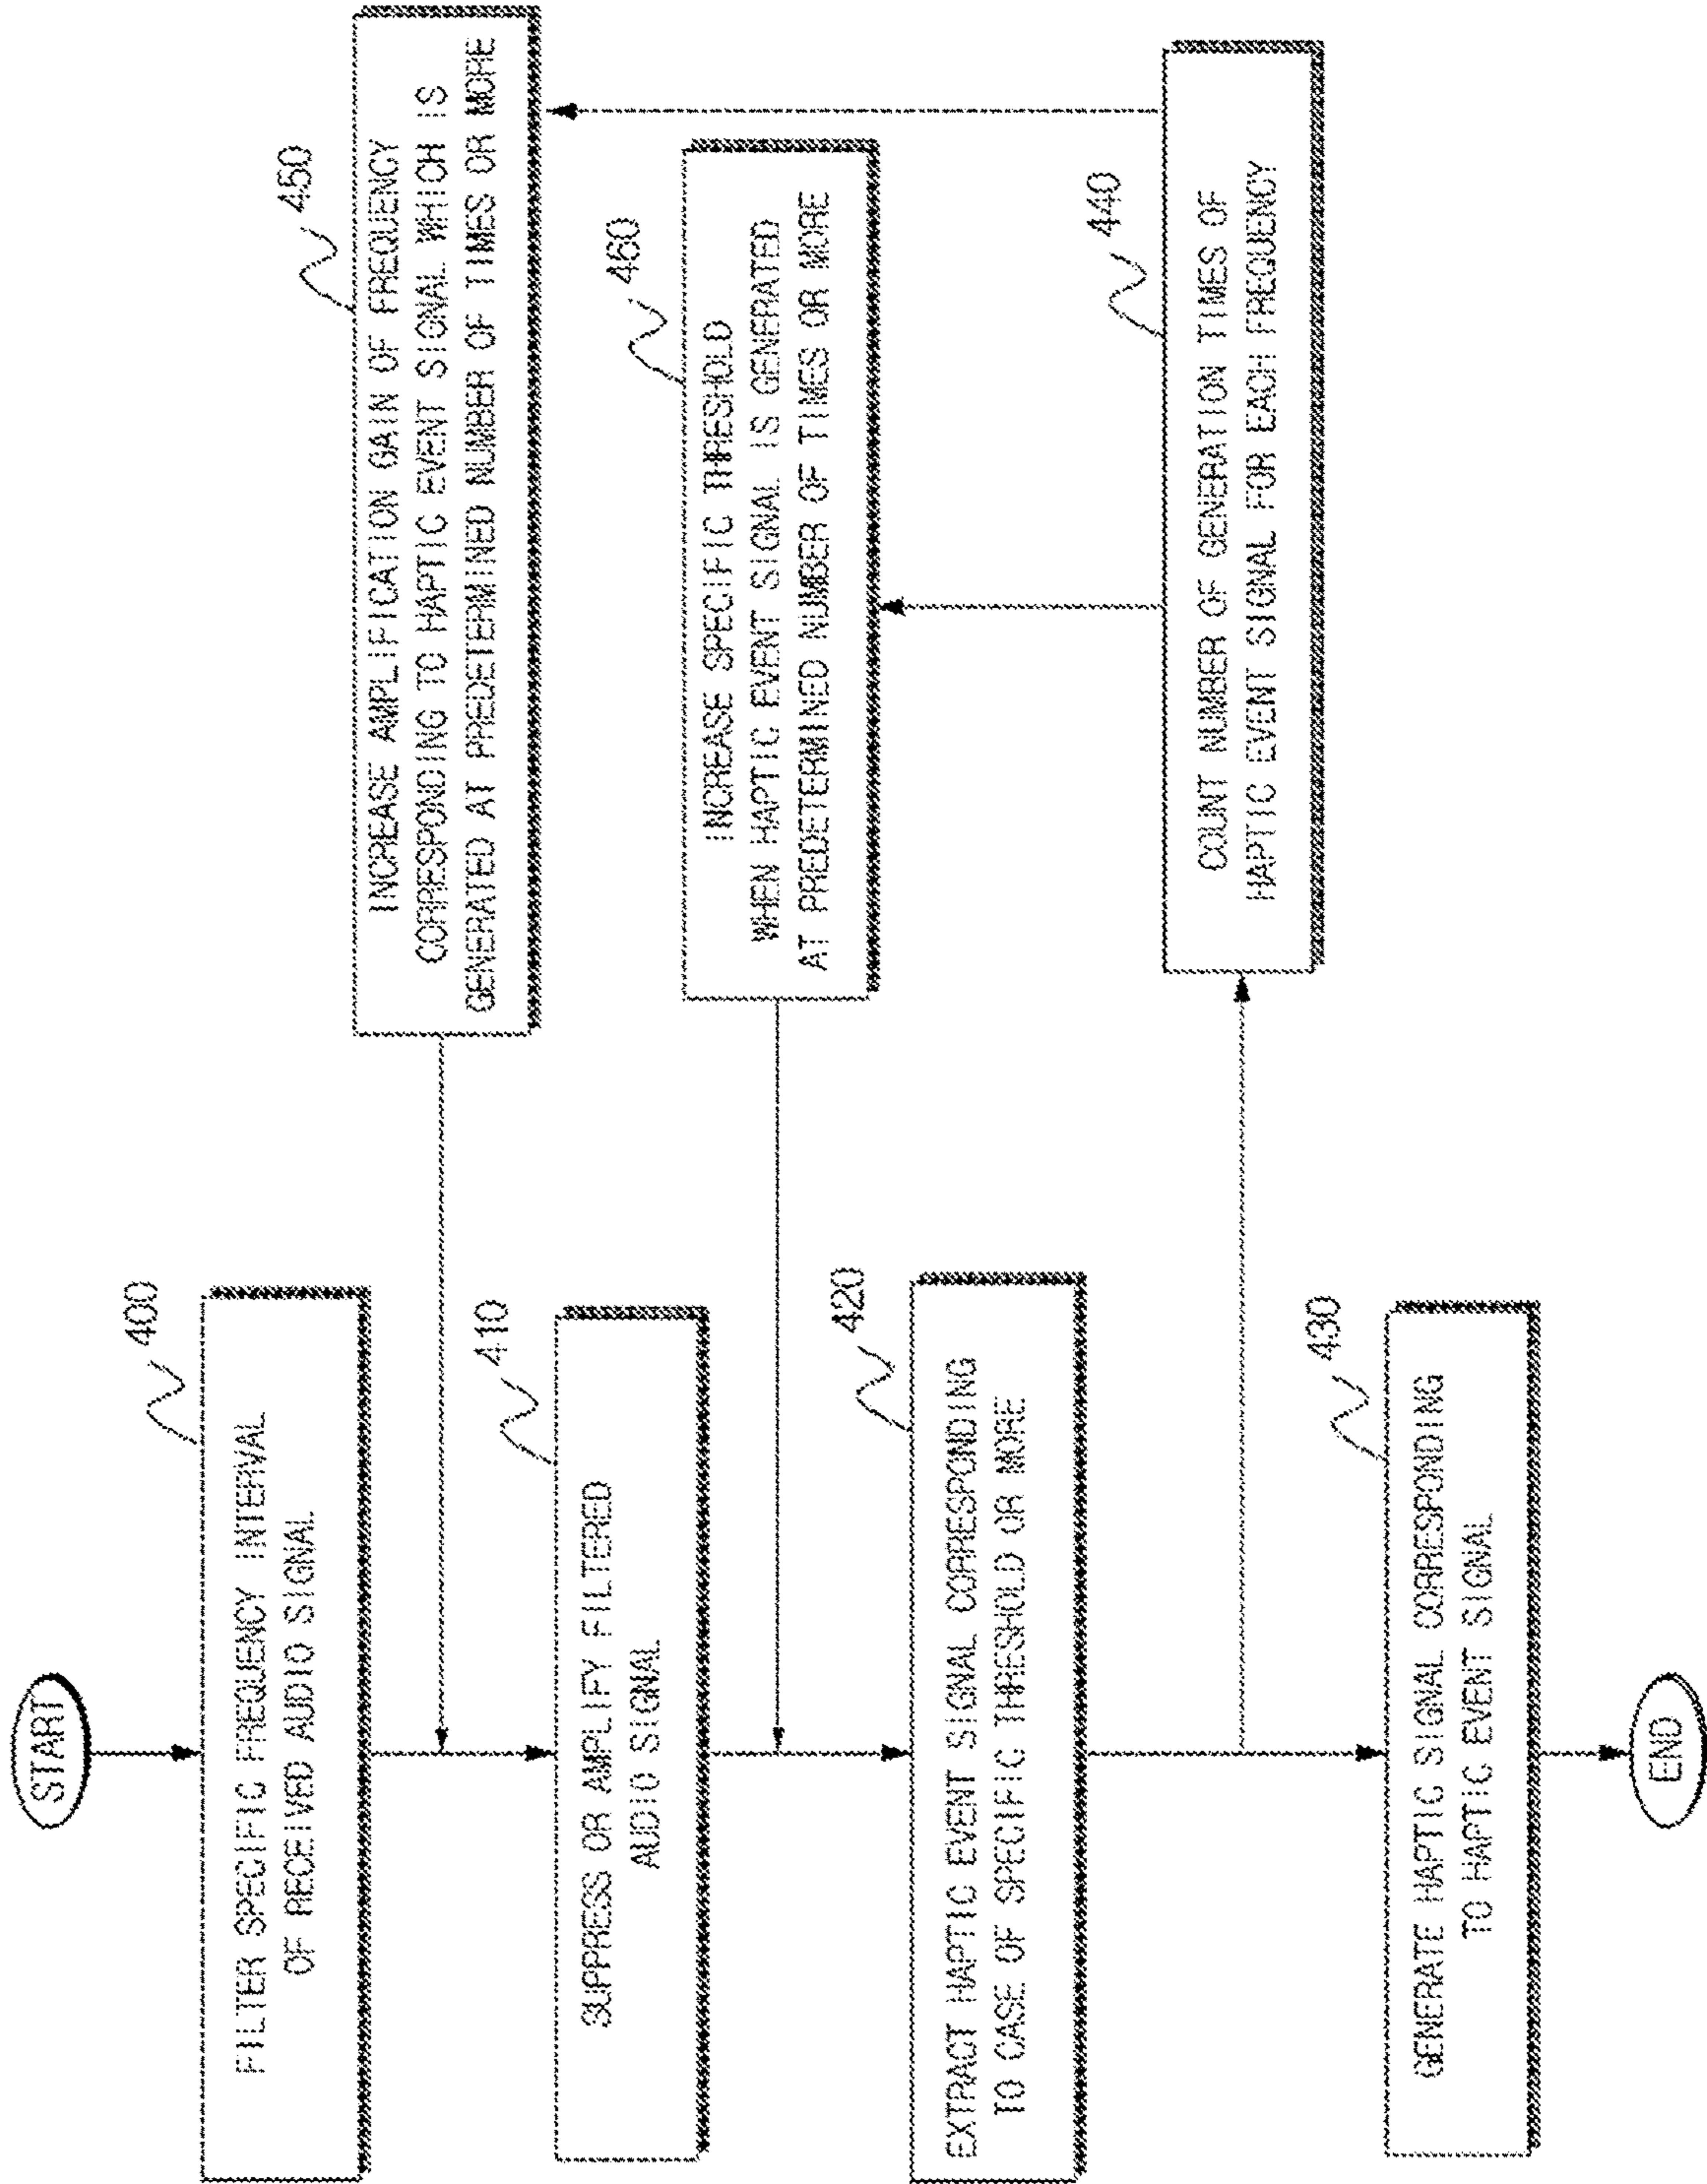 START
400
FILTER SPECIFIC FREQUENCY INTERVAL
OF RECEIVED AUDIO SIGNAL
410
SUPPRESS OR AMPLIFY FILTERED
AUDIO SIGNAL
420
EXTRACT HAPTIC EVENT SIGNAL CORRESPONDING
TO CASE OF SPECIFIC THRESHOLD OR MORE
430
GENERATE HAPTIC SIGNAL CORRESPONDING
TO HAPTIC EVENT SIGNAL
END
450
INCREASE AMPLIFICATION GAIN OF FREQUENCY
CORRESPONDING TO HAPTIC EVENT SIGNAL WHICH IS
GENERATED AT PREDETERMINED NUMBER OF TIMES OR MORE
460
INCREASE SPECIFIC THRESHOLD
WHEN HAPTIC EVENT SIGNAL IS GENERATED
AT PREDETERMINED NUMBER OF TIMES OR MORE
440
COUNT NUMBER OF GENERATION TIMES OF
HAPTIC EVENT SIGNAL FOR EACH FREQUENCY